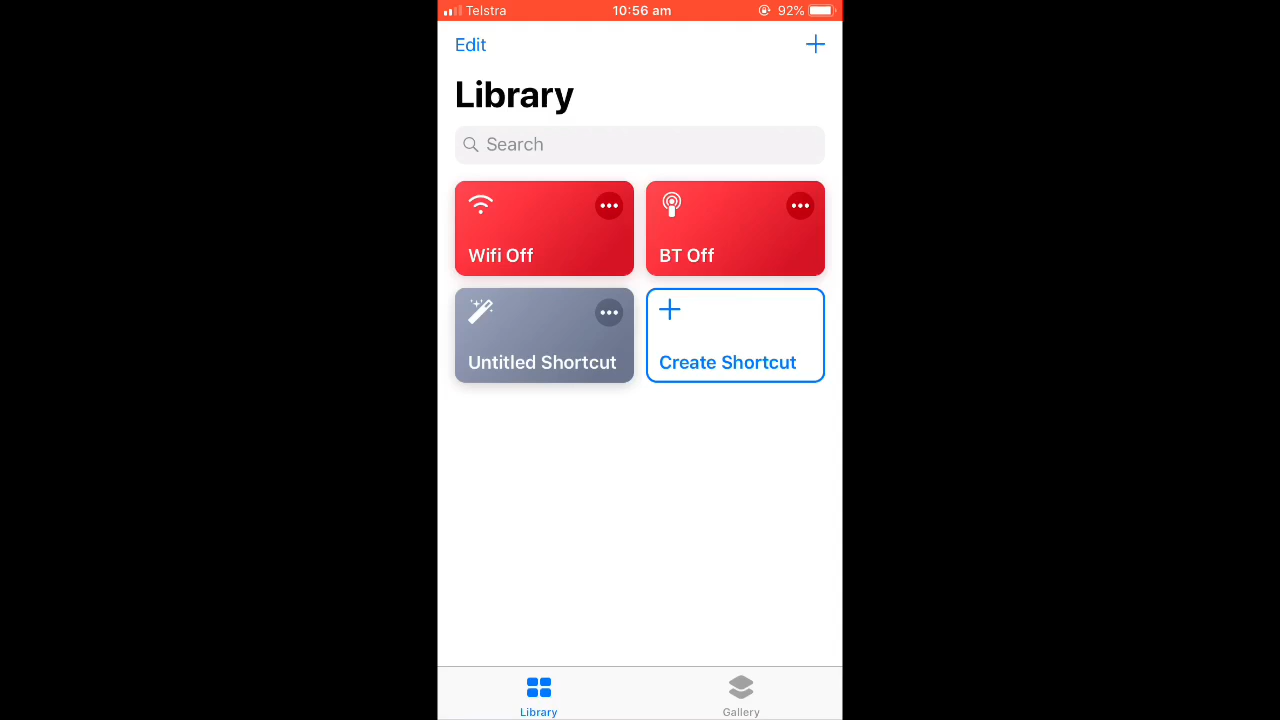 Telstra 10:56 am 92%
Edit
Library
Search
Wifi Off BT Off
Untitled Shortcut Create Shortcut
Library Gallery